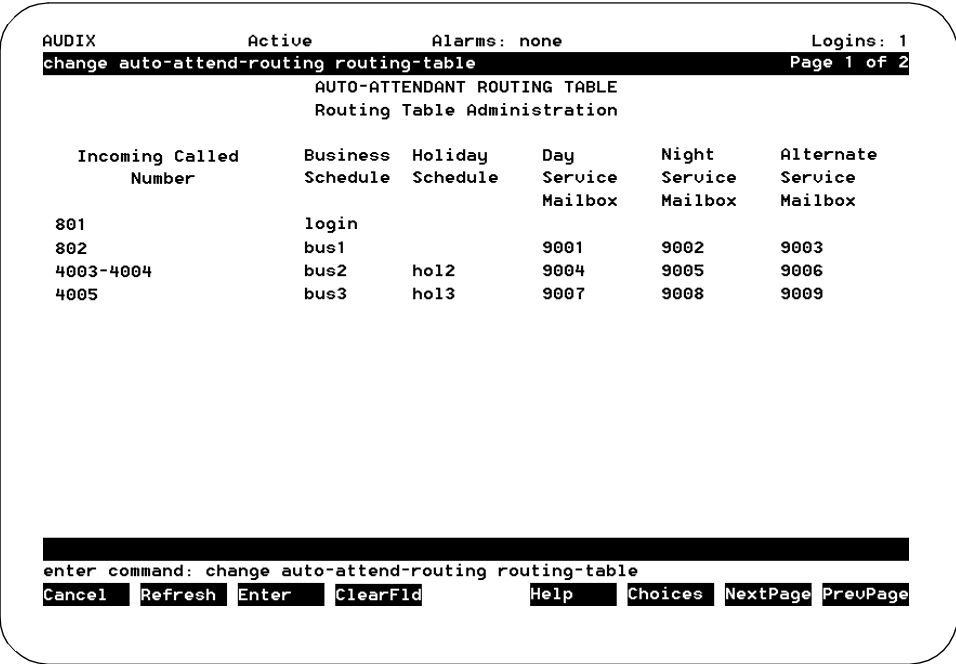 AUDIX Active Alarms: none Logins: 1
change auto-attend-routing routing-table Page 1 of 2
AUTO-ATTENDANT ROUTING TABLE
Routing Table Administration
Incoming Called Business Holiday Day Night Alternate
Number Schedule Schedule Service Service Service
Mailbox Mailbox Mailbox
801 login
802 bus1 9001 9002 9003
4003-4004 bus2 hol2 9004 9005 9006
4005 bus3 hol3 9007 9008 9009
enter command: change auto-attend-routing routing-table
Cancel Refresh Enter ClearFld Help Choices NextPage PrevPage